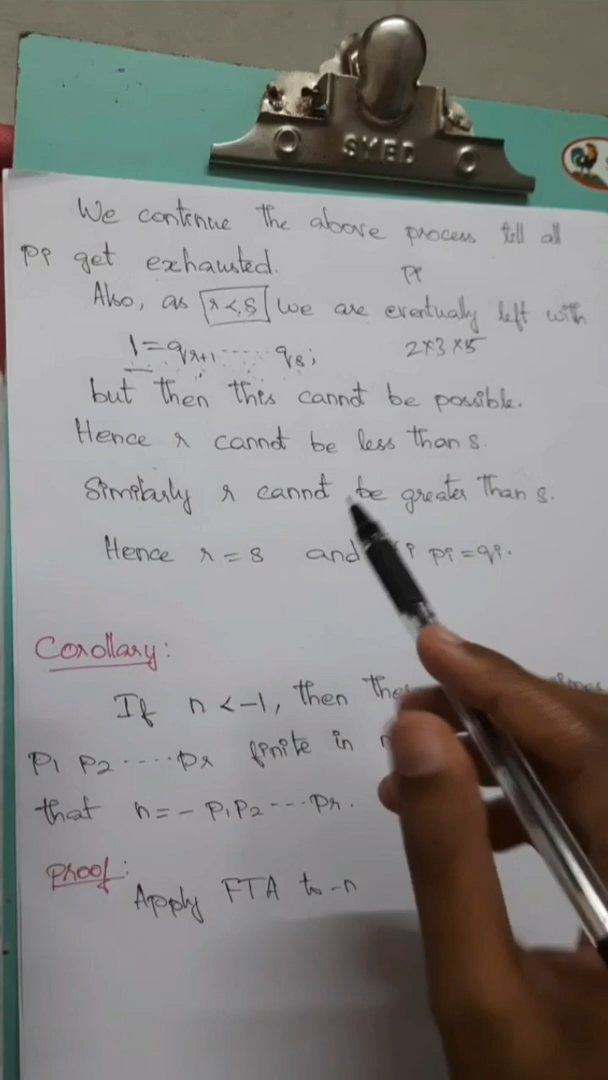 SKED
We continue the above process till all
Pi get exhausted.
Pi
Also, as r<s we are eventually left with
1=qr+1 ..... qs;
2×3×5
but then this cannot be possible.
Hence r cannot be less than s.
Similarly r cannot be greater than s.
Hence r = s and pi = qi.
Corollary:
If n < -1, then
P1 P2 ..... Pr finite in
that n = - P1P2 ... Pr.
Proof:
Apply FTA to -n